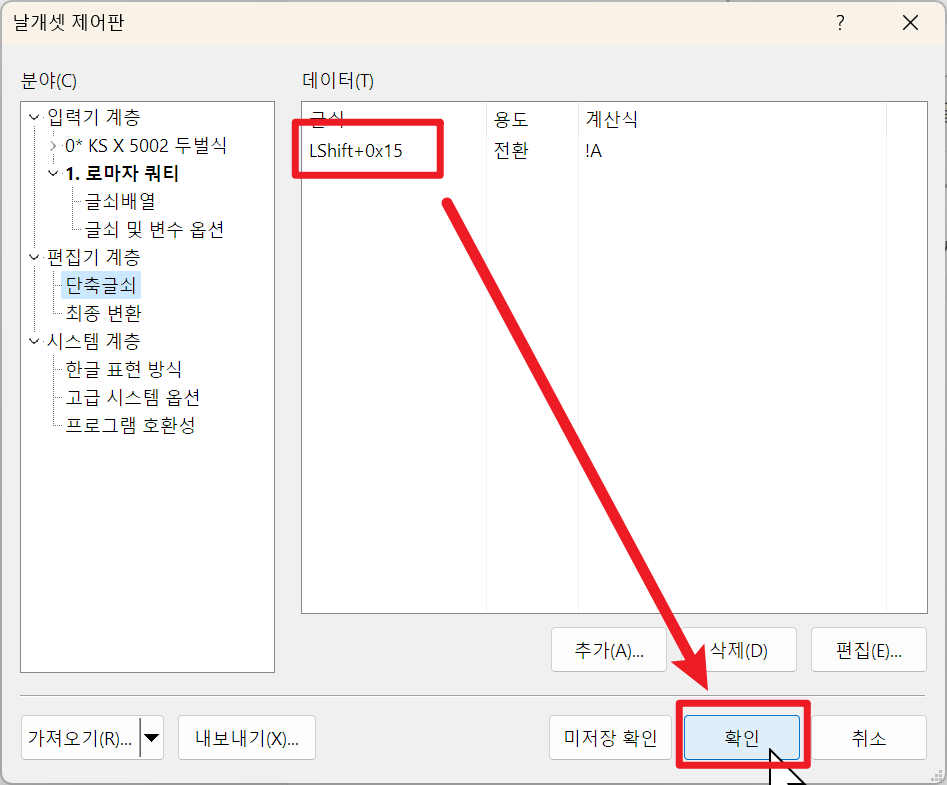 날개셋 제어판
?
분야(C)
입력기 계층
0* KS X 5002 두벌식
1. 로마자 쿼티
글쇠배열
글쇠 및 변수 옵션
편집기 계층
단축글쇠
최종 변환
시스템 계층
한글 표현 방식
고급 시스템 옵션
프로그램 호환성
데이터(T)
글쇠 용도 계산식
LShift+0x15 전환 !A
추가(A)... 삭제(D) 편집(E)...
가져오기(R)... 내보내기(X)... 미저장 확인 확인 취소